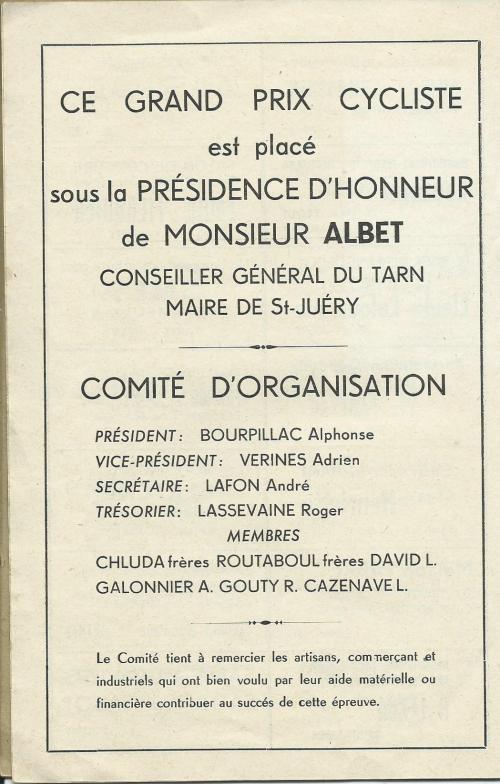 CE GRAND PRIX CYCLISTE
est placé
sous la PRÉSIDENCE D'HONNEUR
de MONSIEUR ALBET
CONSEILLER GÉNÉRAL DU TARN
MAIRE DE St-JUÉRY
COMITÉ D'ORGANISATION
PRÉSIDENT: BOURPILLAC Alphonse
VICE-PRÉSIDENT: VERINES Adrien
SECRÉTAIRE: LAFON André
TRÉSORIER: LASSEVAINE Roger
MEMBRES
CHLUDA frères ROUTABOUL frères DAVID L.
GALONNIER A. GOUTY R. CAZENAVE L.
Le Comité tient à remercier les artisans, commerçant et
industriels qui ont bien voulu par leur aide matérielle ou
financière contribuer au succés de cette épreuve.